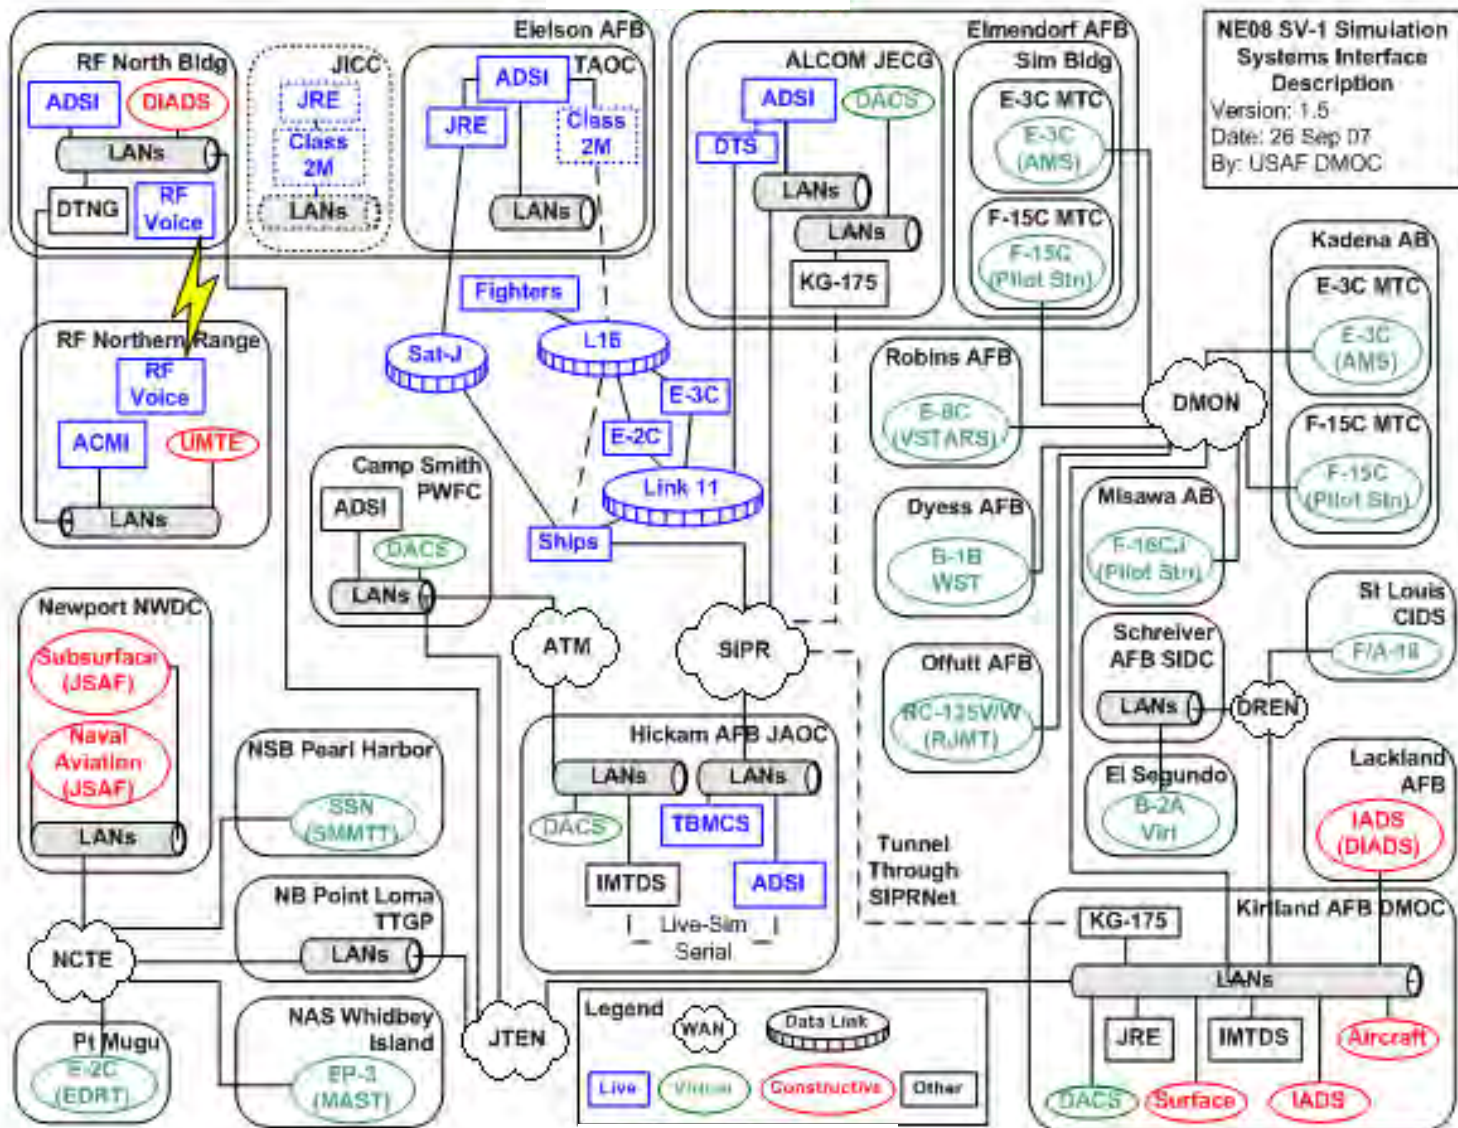 Eielson AFB
RF North Bldg
ADSI
DIADS
LANs
DTNG
RF
Voice
JICC
JRE
Class
2M
LANs
TAOC
ADSI
JRE
Class
2M
LANs
Elmendorf AFB
ALCOM JECG
ADSI
DACS
DTS
LANs
LANs
KG-175
Sim Bldg
E-3C MTC
E-3C
(AMS)
F-15C MTC
F-15C
(Pilot Stn)
NE08 SV-1 Simulation
Systems Interface
Description
Version: 1.5
Date: 26 Sep 07
By: USAF DMOC
Kadena AB
E-3C MTC
E-3C
(AMS)
F-15C MTC
F-15C
(Pilot Stn)
RF Northern Range
RF
Voice
ACMI
UMTE
LANs
Fighters
Sat-J
L16
E-3C
E-2C
Link 11
Ships
Robins AFB
E-8C
(VSTARS)
DMON
Camp Smith
PWFC
ADSI
DACS
LANs
Dyess AFB
B-1B
WST
Misawa AB
F-16CJ
(Pilot Stn)
Newport NWDC
Subsurface
(JSAF)
Naval
Aviation
(JSAF)
LANs
ATM
SIPR
Offutt AFB
RC-135V/W
(RJMT)
Schreiver
AFB SIDC
LANs
DREN
St Louis
CIDS
F/A-18
El Segundo
B-2A
Virt
Lackland
AFB
IADS
(DIADS)
NSB Pearl Harbor
SSN
(SMMTT)
Hickam AFB JAOC
LANs
LANs
DACS
TBMCS
IMTDS
ADSI
Live-Sim
Serial
Tunnel
Through
SIPRNet
NB Point Loma
TTGP
LANs
NCTE
Pt Mugu
E-2C
(EDRT)
NAS Whidbey
Island
EP-3
(MAST)
JTEN
Legend
WAN
Data Link
Live
Virtual
Constructive
Other
Kirtland AFB DMOC
KG-175
LANs
JRE
IMTDS
Aircraft
DACS
Surface
IADS